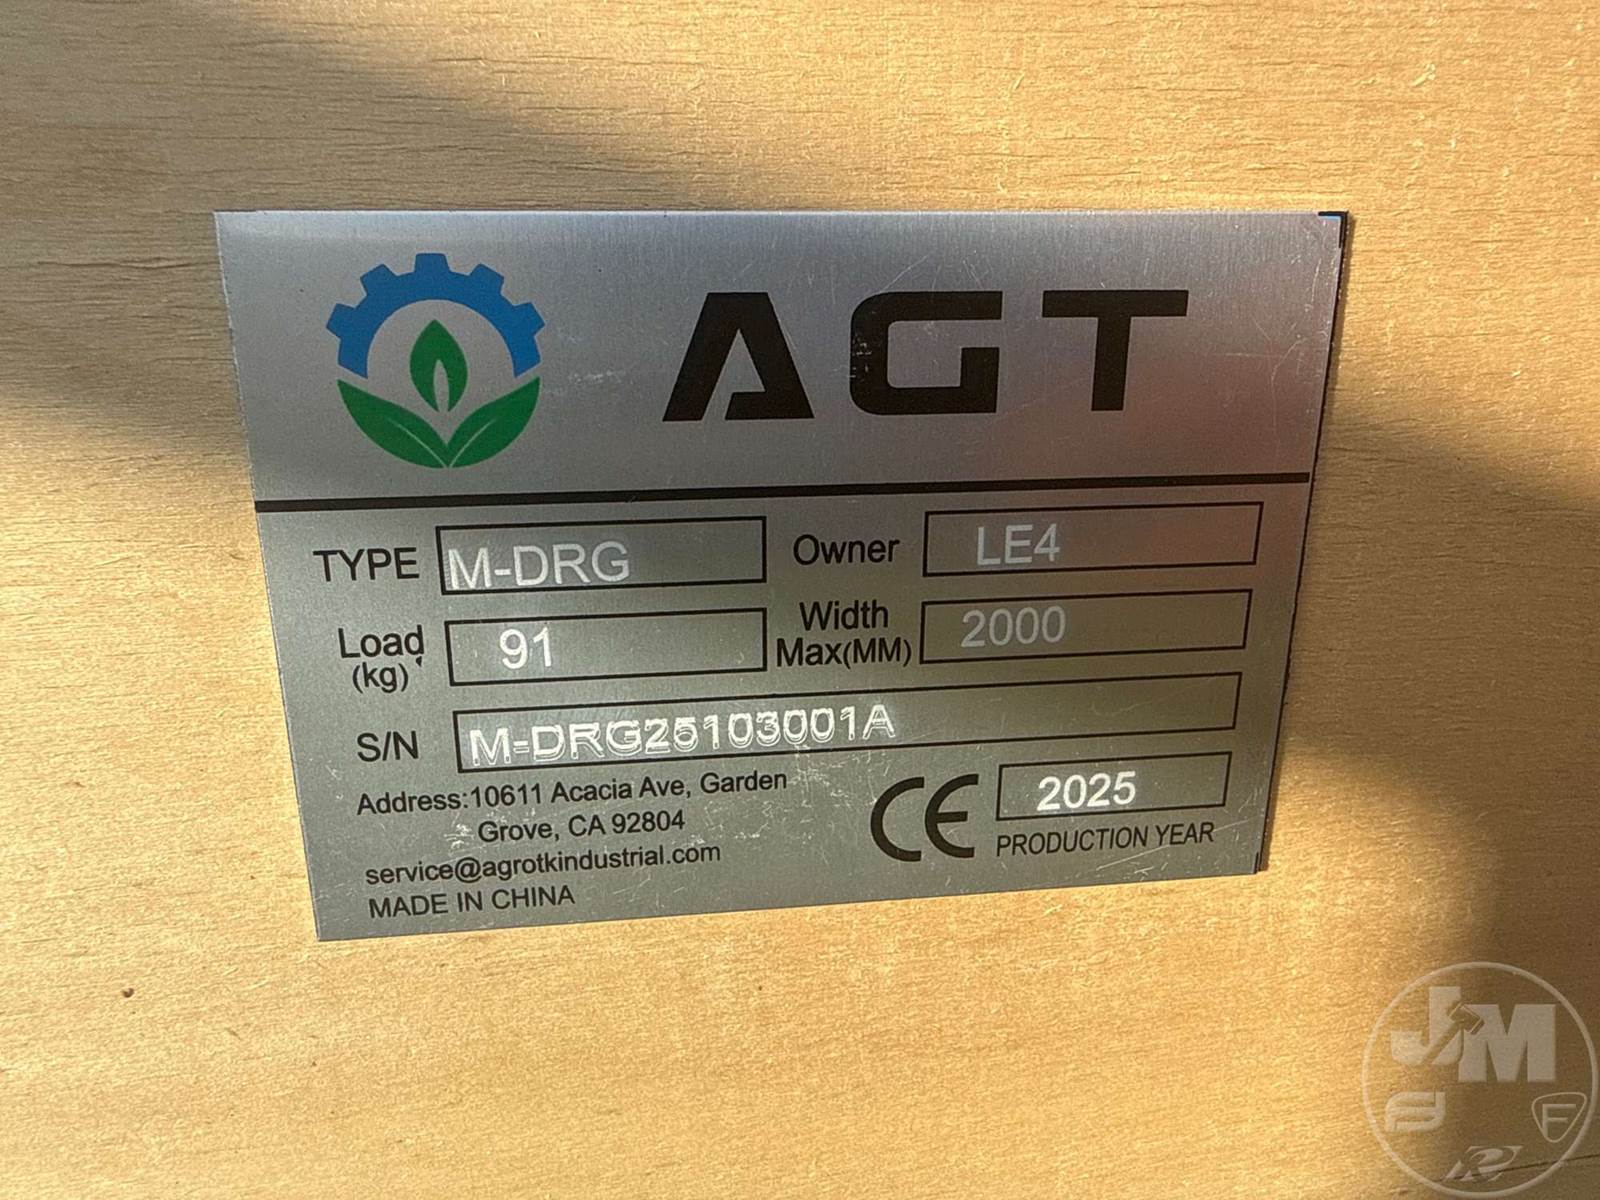 AGT
TYPE M-DRG Owner LE4
Load (kg) 91 Width Max(MM) 2000
S/N M-DRG25103001A
Address:10611 Acacia Ave, Garden
Grove, CA 92804
service@agrotkindustrial.com
MADE IN CHINA
CE 2025
PRODUCTION YEAR
JM